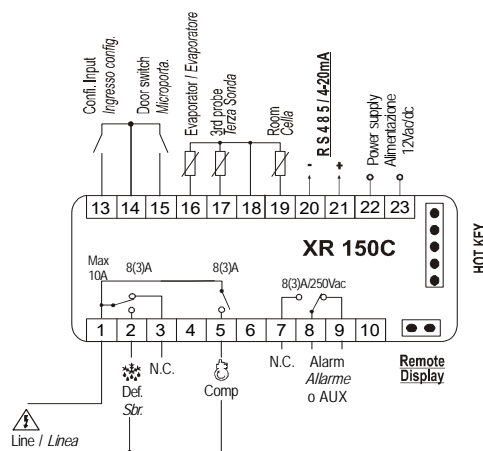 Confi. Input
Ingresso config.
Door switch
Microporta.
Evaporator / Evaporatore
3rd probe
Terza Sonda
Room
Cella
RS485 / 4-20mA
-
+
Power supply
Alimentazione
12Vac/dc
13 14 15 16 17 18 19 20 21 22 23
XR 150C
HOT KEY
Max
10A
8(3)A
8(3)A
8(3)A/250Vac
1 2 3 4 5 6 7 8 9 10
N.C.
Def.
Sbr.
Comp
N.C.
Alarm
Allarme
o AUX
Remote
Display
Line / Linea